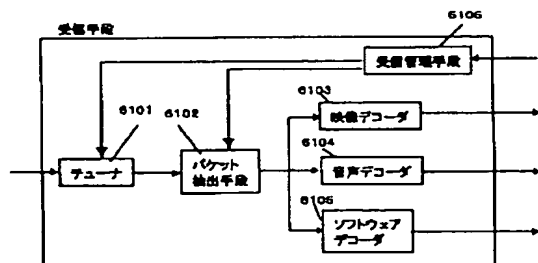 受信手段
6106
受信管理手段
6101
6102
6103
映像デコーダ
チューナ
パケット
抽出手段
6104
音声デコーダ
6105
ソフトウェア
デコーダ